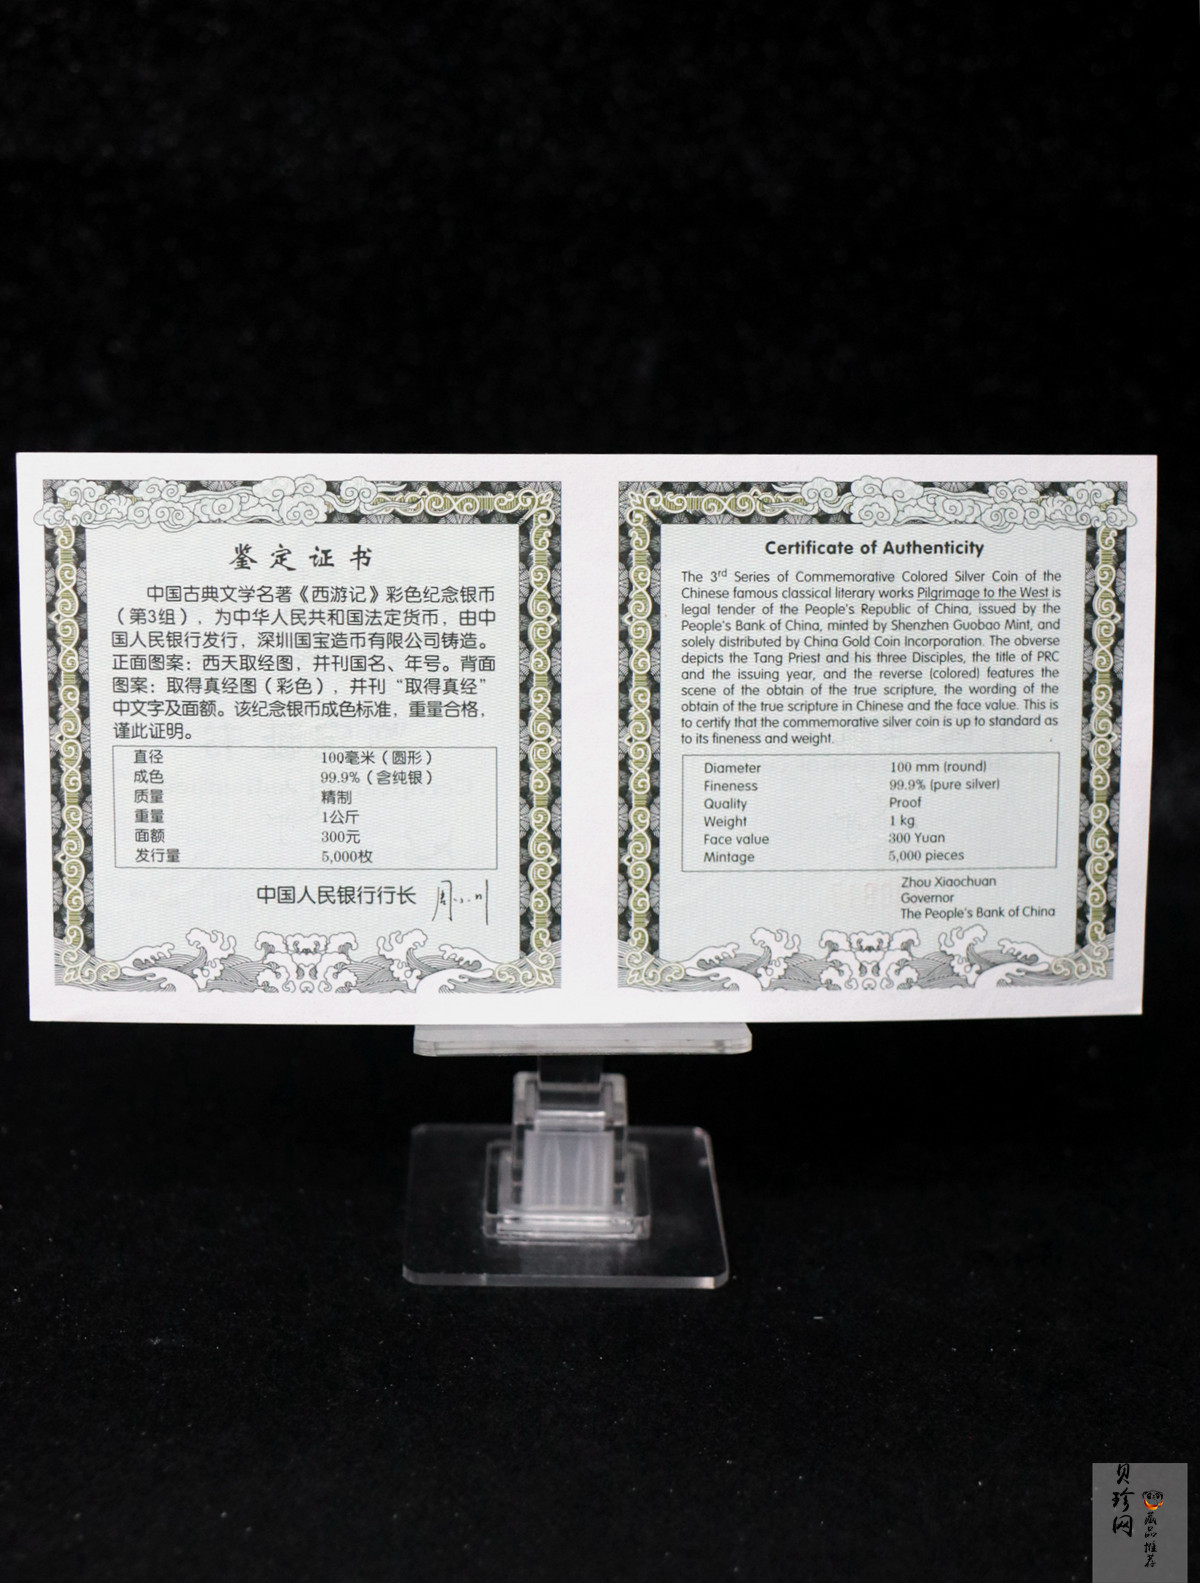 鉴定证书
中国古典文学名著《西游记》彩色纪念银币
（第3组），为中华人民共和国法定货币，由中
国人民银行发行，深圳国宝造币有限公司铸造。
正面图案：西天取经图，并刊国名、年号。背面
图案：取得真经图（彩色），并刊“取得真经”
中文字及面额。该纪念银币成色标准，重量合格，
谨此证明。
直径 100毫米（圆形）
成色 99.9%（含纯银）
质量 精制
重量 1公斤
面额 300元
发行量 5,000枚
中国人民银行行长
Certificate of Authenticity
The 3rd Series of Commemorative Colored Silver Coin of the
Chinese famous classical literary works Pilgrimage to the West is
legal tender of the People's Republic of China, issued by the
People's Bank of China, minted by Shenzhen Guobao Mint, and
solely distributed by China Gold Coin Incorporation. The obverse
depicts the Tang Priest and his three Disciples, the title of PRC
and the issuing year, and the reverse (colored) features the
scene of the obtain of the true scripture, the wording of the
obtain of the true scripture in Chinese and the face value. This is
to certify that the commemorative silver coin is up to standard as
to its fineness and weight.
Diameter 100 mm (round)
Fineness 99.9% (pure silver)
Quality Proof
Weight 1 kg
Face value 300 Yuan
Mintage 5,000 pieces
Zhou Xiaochuan
Governor
The People's Bank of China
贝珍网
藏品推荐